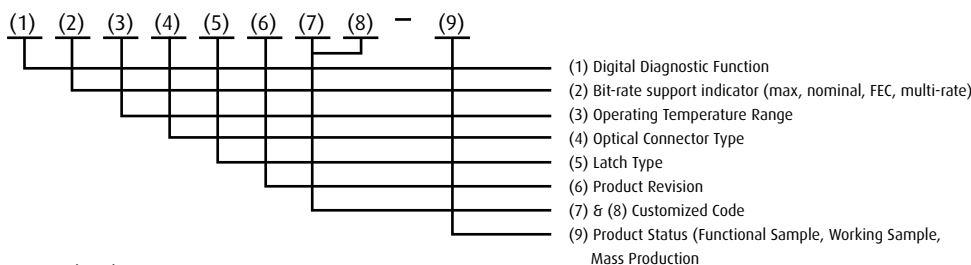 (1) (2) (3) (4) (5) (6) (7) (8) – (9)
(1) Digital Diagnostic Function
(2) Bit-rate support indicator (max, nominal, FEC, multi-rate)
(3) Operating Temperature Range
(4) Optical Connector Type
(5) Latch Type
(6) Product Revision
(7) & (8) Customized Code
(9) Product Status (Functional Sample, Working Sample,
Mass Production